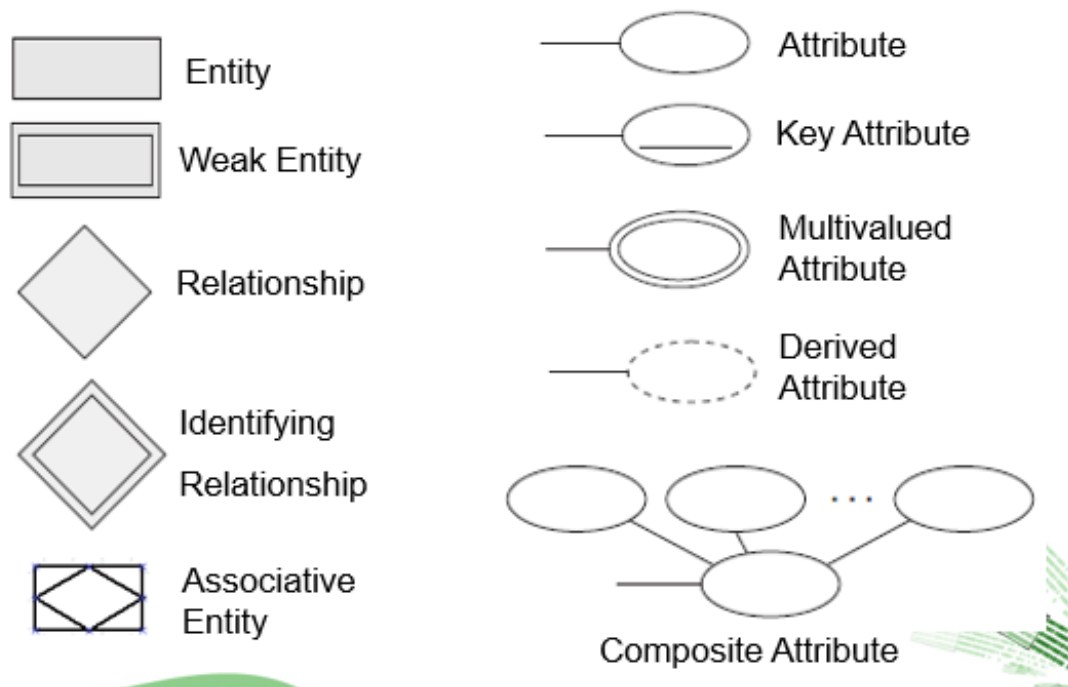 Entity
Weak Entity
Relationship
Identifying
Relationship
Associative
Entity
Attribute
Key Attribute
Multivalued
Attribute
Derived
Attribute
. . .
Composite Attribute